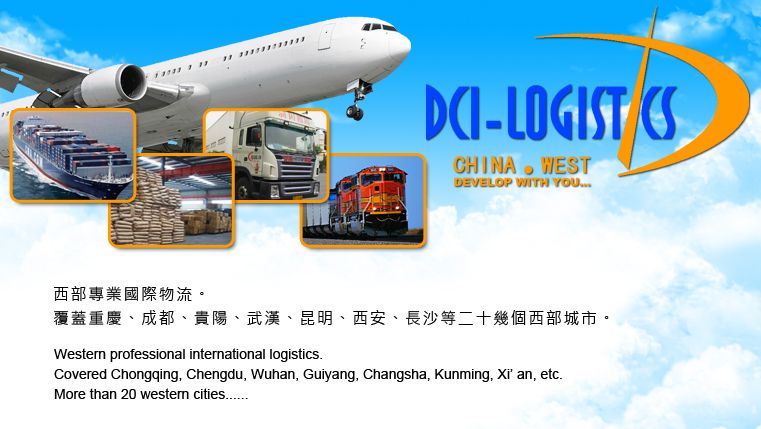 DCI-LOGISTICS
CHINA . WEST
DEVELOP WITH YOU...
西部專業國際物流。
覆蓋重慶、成都、貴陽、武漢、昆明、西安、長沙等二十幾個西部城市。
Western professional international logistics.
Covered Chongqing, Chengdu, Wuhan, Guiyang, Changsha, Kunming, Xi' an, etc.
More than 20 western cities......